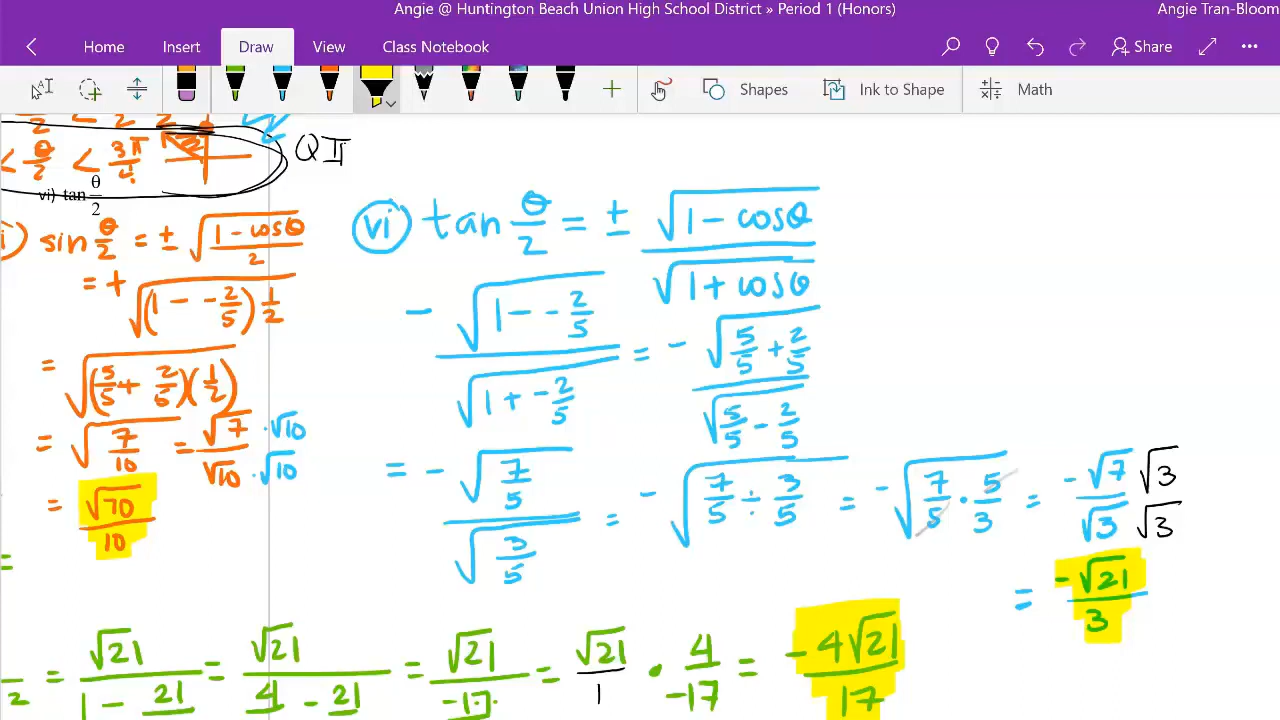 Angie @ Huntington Beach Union High School District » Period 1 (Honors)
Angie Tran-Bloom
Home Insert Draw View Class Notebook
Share
Shapes Ink to Share Math
< θ/2 < 3π/4 QII
vi) tan θ/2
i) sin θ/2 = ± √((1 - cosθ)/2)
= + √((1 - -2/5) 1/2)
= √((5/5 + 2/5)(1/2))
= √(7/10) = √7/√10 · √10/√10
= √70/10
vi tan θ/2 = ± √(1 - cosθ)/√(1 + cosθ)
- √(1 - -2/5)/√(1 + -2/5) = - √(5/5 + 2/5)/√(5/5 - 2/5)
= - √(7/5)/√(3/5) = - √(7/5 ÷ 3/5) = - √(7/5 · 5/3) = -√7/√3 √3/√3
= -√21/3
= √21/(1 - 21 = √21/(4 - 21 = √21/-17 = √21/1 · 4/-17 = -4√21/17